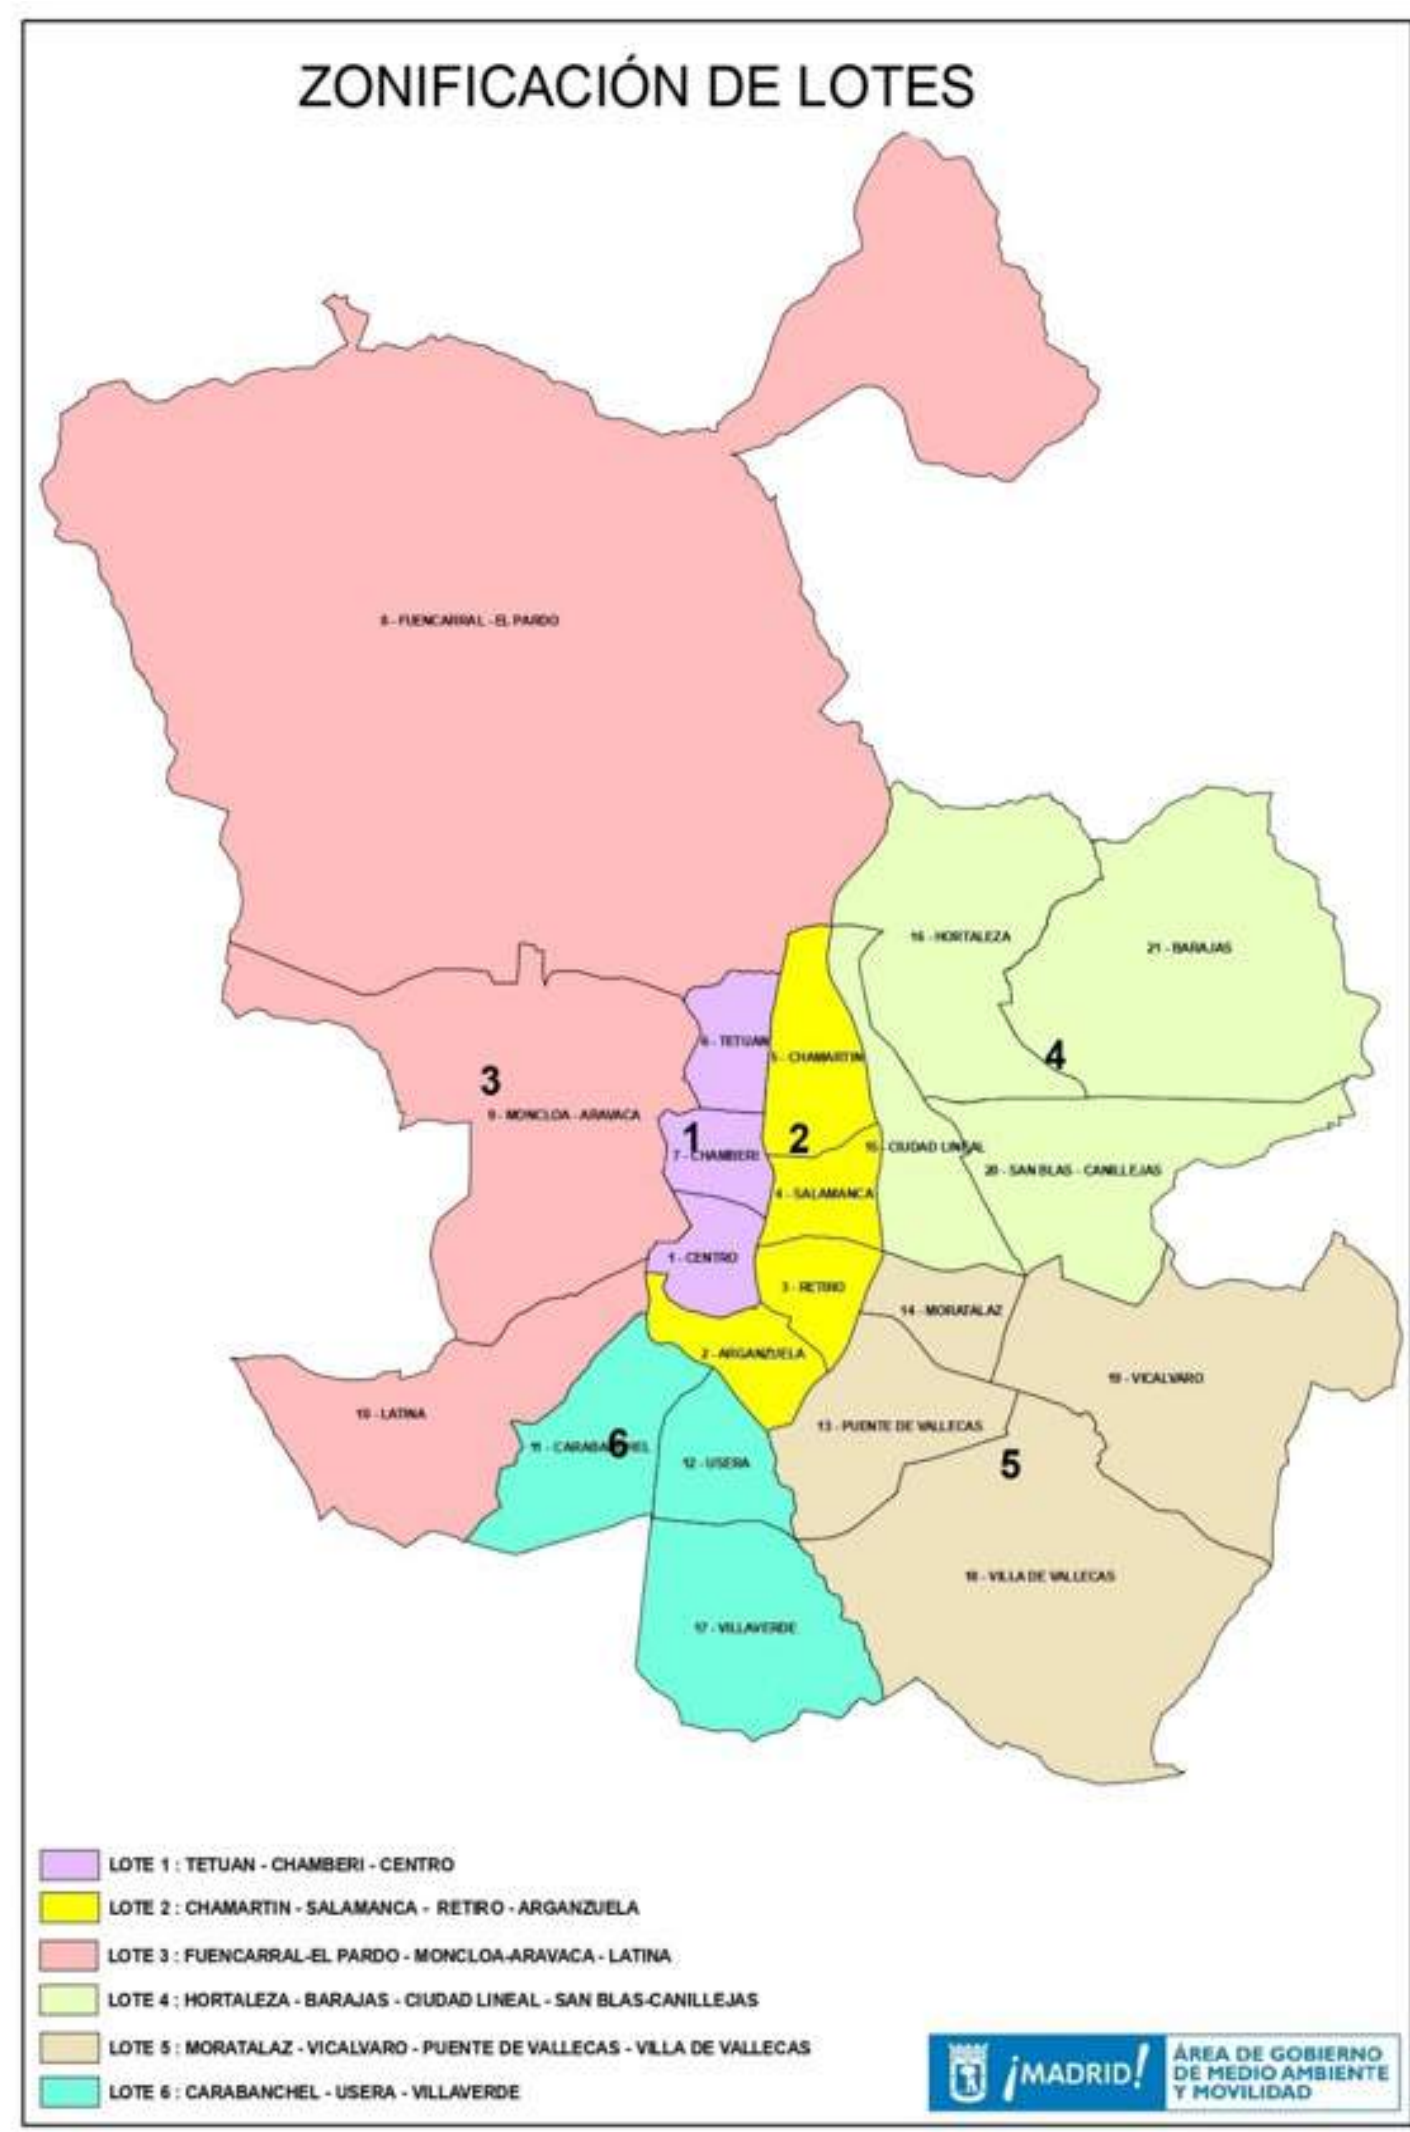 ZONIFICACIÓN DE LOTES
8 - FUENCARRAL - EL PARDO
16 - HORTALEZA
21 - BARAJAS
6 - TETUAN
5 - CHAMARTIN
4
3
9 - MONCLOA - ARAVACA
1
2
7 - CHAMBERI
15 - CIUDAD LINEAL
20 - SAN BLAS - CANILLEJAS
4 - SALAMANCA
1 - CENTRO
3 - RETIRO
14 - MORATALAZ
2 - ARGANZUELA
19 - VICALVARO
10 - LATINA
13 - PUENTE DE VALLECAS
11 - CARABANCHEL
6
12 - USERA
5
18 - VILLA DE VALLECAS
17 - VILLAVERDE
LOTE 1 : TETUAN - CHAMBERI - CENTRO
LOTE 2 : CHAMARTIN - SALAMANCA - RETIRO - ARGANZUELA
LOTE 3 : FUENCARRAL-EL PARDO - MONCLOA-ARAVACA - LATINA
LOTE 4 : HORTALEZA - BARAJAS - CIUDAD LINEAL - SAN BLAS-CANILLEJAS
LOTE 5 : MORATALAZ - VICALVARO - PUENTE DE VALLECAS - VILLA DE VALLECAS
LOTE 6 : CARABANCHEL - USERA - VILLAVERDE
¡MADRID!
ÁREA DE GOBIERNO
DE MEDIO AMBIENTE
Y MOVILIDAD